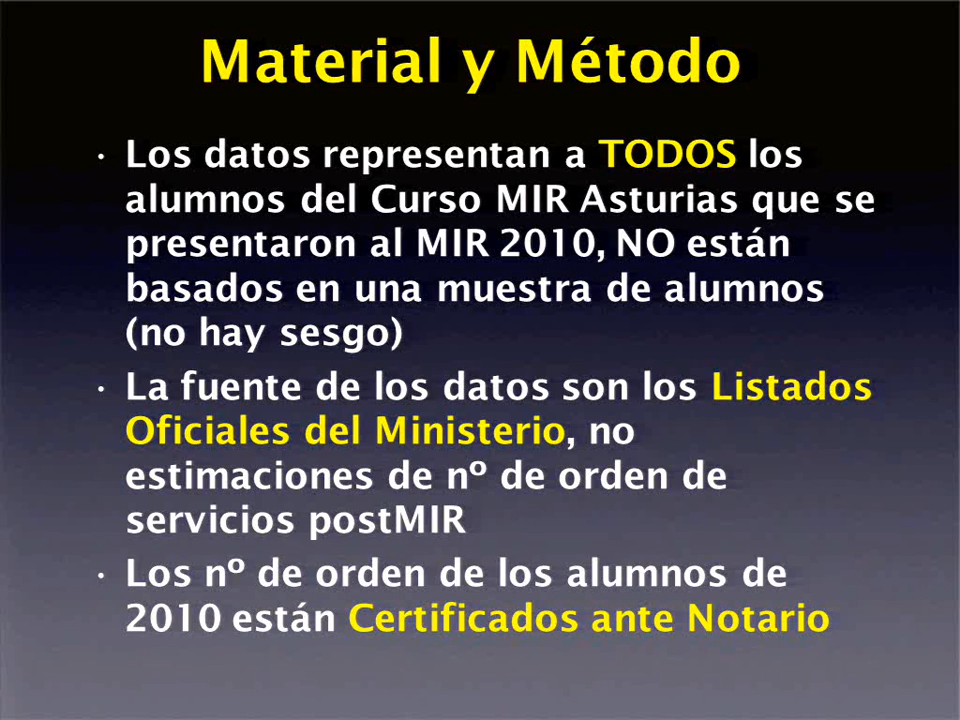 Material y Método
• Los datos representan a TODOS los
alumnos del Curso MIR Asturias que se
presentaron al MIR 2010, NO están
basados en una muestra de alumnos
(no hay sesgo)
• La fuente de los datos son los Listados
Oficiales del Ministerio, no
estimaciones de nº de orden de
servicios postMIR
• Los nº de orden de los alumnos de
2010 están Certificados ante Notario